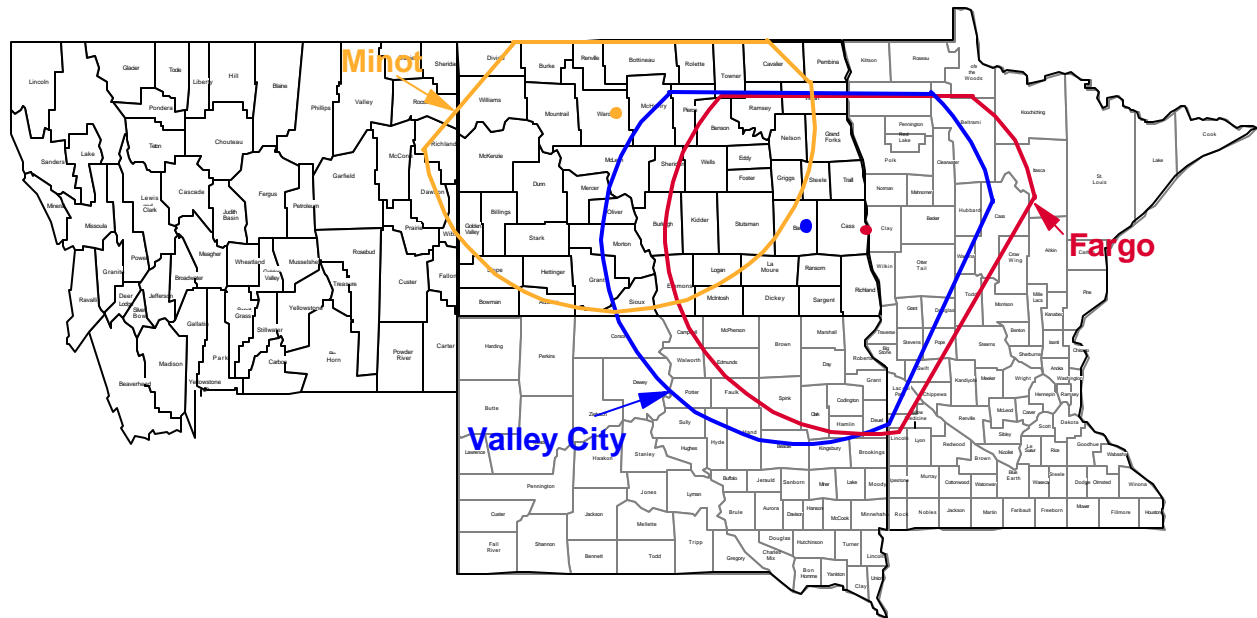 Minot
Fargo
Valley City
Lincoln
Glacier
Toole
Liberty
Hill
Blaine
Phillips
Valley
Sheridan
Pondera
Teton
Chouteau
Richland
McCone
Garfield
Dawson
Sanders
Lake
Mineral
Missoula
Lewis
and
Clark
Cascade
Judith
Basin
Fergus
Petroleum
Prairie
Powell
Meagher
Wheatland
Musselshell
Rosebud
Treasure
Custer
Fallon
Granite
Deer
Lodge
Broadwater
Jefferson
Silver
Bow
Ravalli
Gallatin
Park
Stillwater
Yellowstone
Carbon
Big
Horn
Powder
River
Carter
Beaverhead
Madison
Yellowstone
Divide
Burke
Renville
Bottineau
Rolette
Towner
Cavalier
Pembina
Williams
Mountrail
Ward
McHenry
Pierce
Ramsey
Walsh
Benson
Nelson
Grand
Forks
McKenzie
McLean
Sheridan
Wells
Eddy
Foster
Griggs
Steele
Traill
Dunn
Mercer
Oliver
Billings
Golden
Valley
Stark
Morton
Burleigh
Kidder
Stutsman
Cass
Slope
Hettinger
Grant
Emmons
Logan
La
Moure
Ransom
Richland
Bowman
Sioux
McIntosh
Dickey
Sargent
Harding
Perkins
Corson
Campbell
McPherson
Brown
Marshall
Roberts
Walworth
Edmunds
Day
Dewey
Potter
Faulk
Spink
Clark
Codington
Grant
Deuel
Hamlin
Butte
Ziebach
Sully
Hyde
Hand
Beadle
Kingsbury
Brookings
Lawrence
Haakon
Stanley
Hughes
Buffalo
Jerauld
Sanborn
Miner
Lake
Moody
Pennington
Jones
Lyman
Brule
Aurora
Davison
Hanson
McCook
Minnehaha
Custer
Jackson
Mellette
Tripp
Fall
River
Shannon
Bennett
Todd
Gregory
Charles
Mix
Douglas
Hutchinson
Turner
Lincoln
Bon
Homme
Yankton
Clay
Union
Kittson
Roseau
Lake
of the
Woods
Koochiching
Cook
Lake
St
Louis
Beltrami
Pennington
Red
Lake
Polk
Clearwater
Itasca
Norman
Mahnomen
Hubbard
Cass
Clay
Becker
Aitkin
Carlton
Wilkin
Otter
Tail
Wadena
Crow
Wing
Pine
Todd
Mille
Lacs
Kanabec
Morrison
Grant
Douglas
Traverse
Big
Stone
Stevens
Pope
Stearns
Benton
Isanti
Chisago
Sherburne
Anoka
Washington
Swift
Kandiyohi
Meeker
Wright
Hennepin
Ramsey
Lac qui
Parle
Chippewa
McLeod
Carver
Dakota
Yellow
Medicine
Renville
Scott
Sibley
Lincoln
Lyon
Redwood
Nicollet
Le
Sueur
Rice
Goodhue
Wabasha
Brown
Blue
Earth
Waseca
Steele
Dodge
Olmsted
Winona
Pipestone
Murray
Cottonwood
Watonwan
Rock
Nobles
Jackson
Martin
Faribault
Freeborn
Mower
Fillmore
Houston